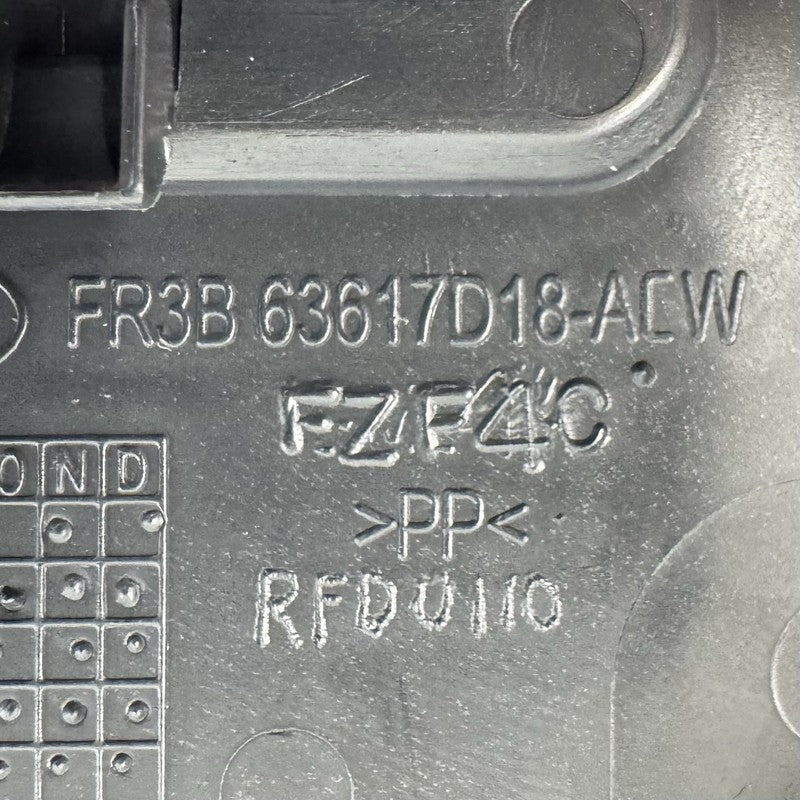 FR3B 63617D18-ACW
FZF4C
>PP<
RFD0110
O N D